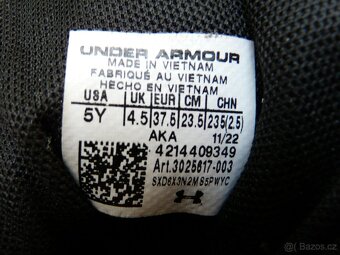 UNDER ARMOUR
MADE IN VIETNAM
FABRIQUÉ AU VIETNAM
HECHO EN VIETNAM
USA UK EUR CM CHN
5Y 4.5 37.5 23.5 235(2.5)
AKA 11/22
4214409349
Art.3025617-003
SXD6X3N2M95PWYC
Bazos.cz